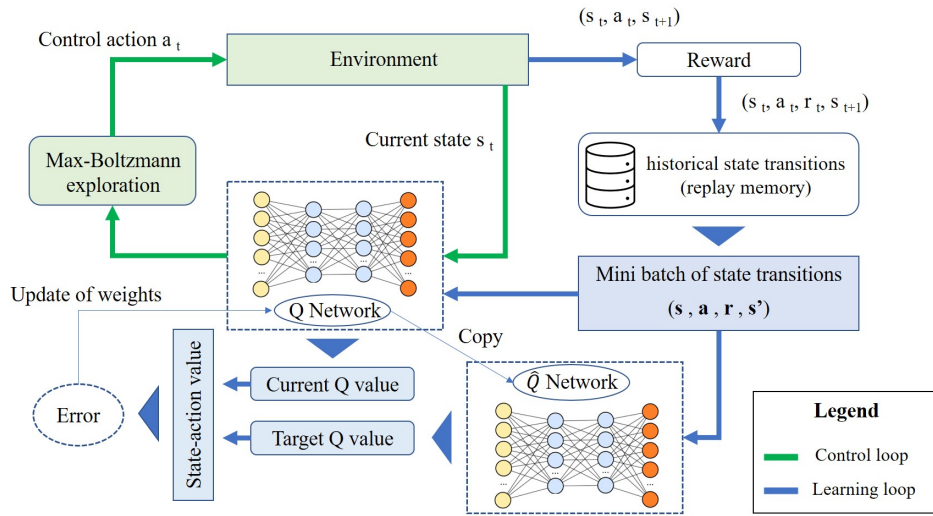 (s t, a t, s t+1)
Control action a t
Environment
Reward
(s t, a t, r t, s t+1)
Current state s t
Max-Boltzmann
exploration
historical state transitions
(replay memory)
...
...
...
...
Mini batch of state transitions
(s , a , r , s’)
Update of weights
Q Network
Copy
Current Q value
Q̂ Network
State-action value
Error
Target Q value
...
...
...
...
Legend
Control loop
Learning loop